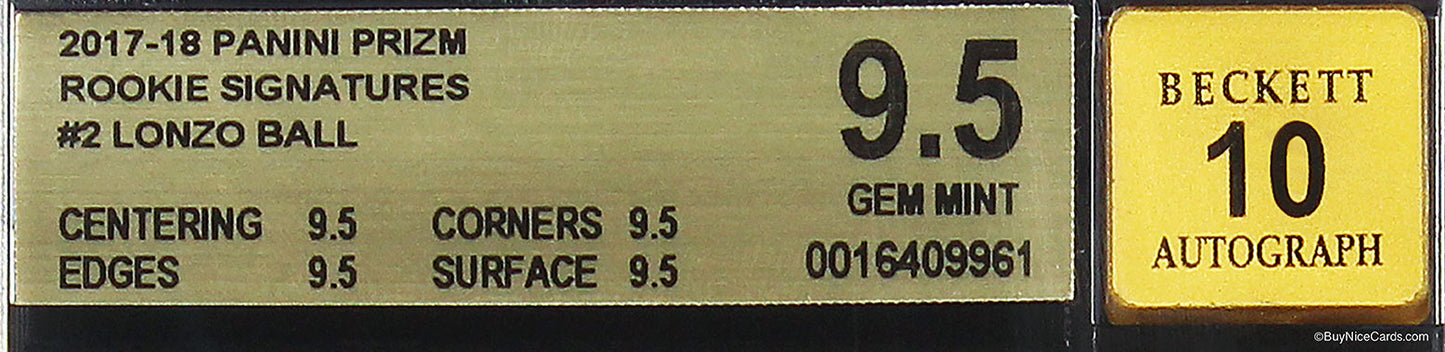 2017-18 PANINI PRIZM
ROOKIE SIGNATURES
#2 LONZO BALL
CENTERING 9.5 CORNERS 9.5
EDGES 9.5 SURFACE 9.5
9.5
GEM MINT
0016409961
BECKETT
10
AUTOGRAPH
©BuyNiceCards.com